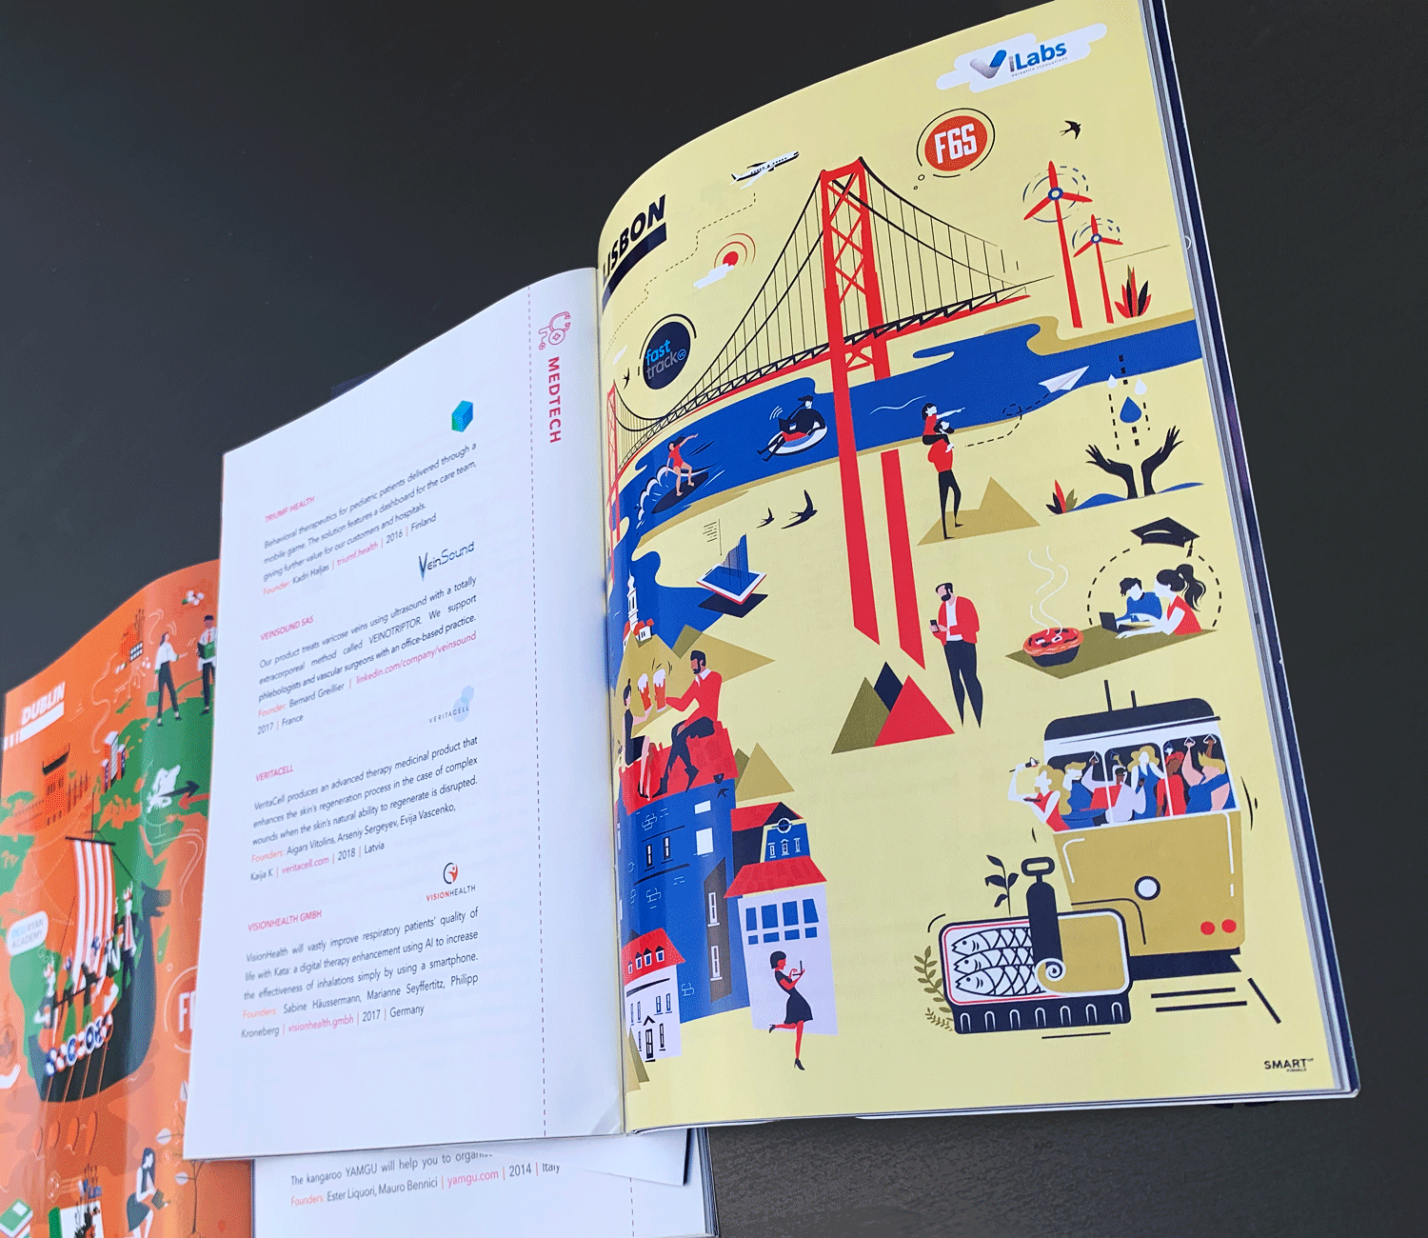 MEDTECH
TRIUMF HEALTH
Behavioral therapeutics for pediatric patients delivered through a
mobile game. The solution features a dashboard for the care team,
giving further value for our customers and hospitals.
Founder: Kadri Haljas | triumf.health | 2016 | Finland
VeinSound
VEINSOUND SAS
Our product treats varicose veins using ultrasound with a totally
extracorporeal method called VEINOTRIPTOR. We support
phlebologists and vascular surgeons with an office-based practice.
Founder: Bernard Greillier | linkedin.com/company/veinsound
2017 | France
VERITACELL
VERITACELL
VeritaCell produces an advanced therapy medicinal product that
enhances the skin's regeneration process in the case of complex
wounds when the skin's natural ability to regenerate is disrupted.
Founders: Aigars Vitolins, Arseniy Sergeyev, Evija Vascenko,
Kaija K | veritacell.com | 2018 | Latvia
VISIONHEALTH
VISIONHEALTH GMBH
VisionHealth will vastly improve respiratory patients' quality of
life with Kata: a digital therapy enhancement using AI to increase
the effectiveness of inhalations simply by using a smartphone.
Founders: Sabine Häussermann, Marianne Seyffertitz, Philipp
Kroneberg | visionhealth.gmbh | 2017 | Germany
LISBON
ViLabs
F6S
fast
track
SMART
DUBLIN
ACADEMY
The kangaroo YAMGU will help you to
Founders: Ester Liquori, Mauro Bennici | yamgu.com | 2014 | Italy